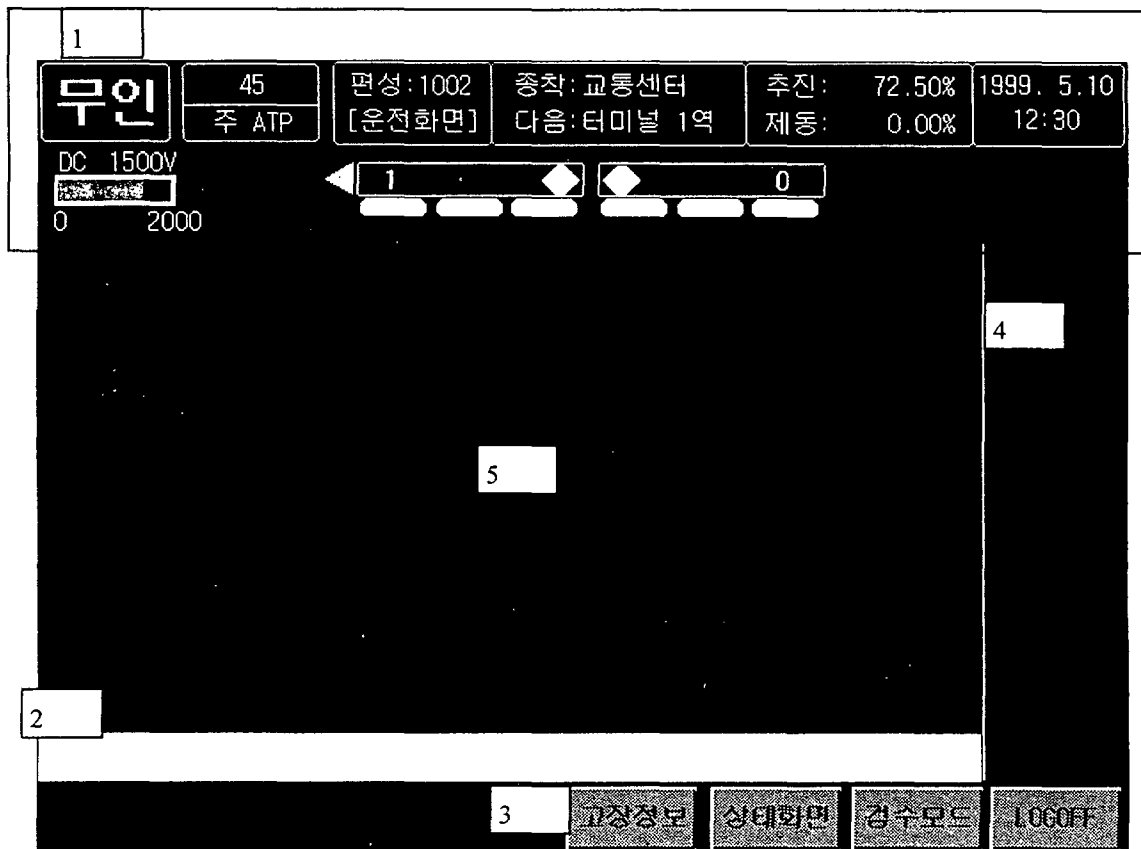 1
무인
45
주 ATP
편성:1002
[운전화면]
종착:교통센터
다음:터미널 1역
추진: 72.50%
제동: 0.00%
1999. 5.10
12:30
DC 1500V
0 2000
1 0
4
5
2
3
고장정보 상태화면 검수모드 LOGOFF